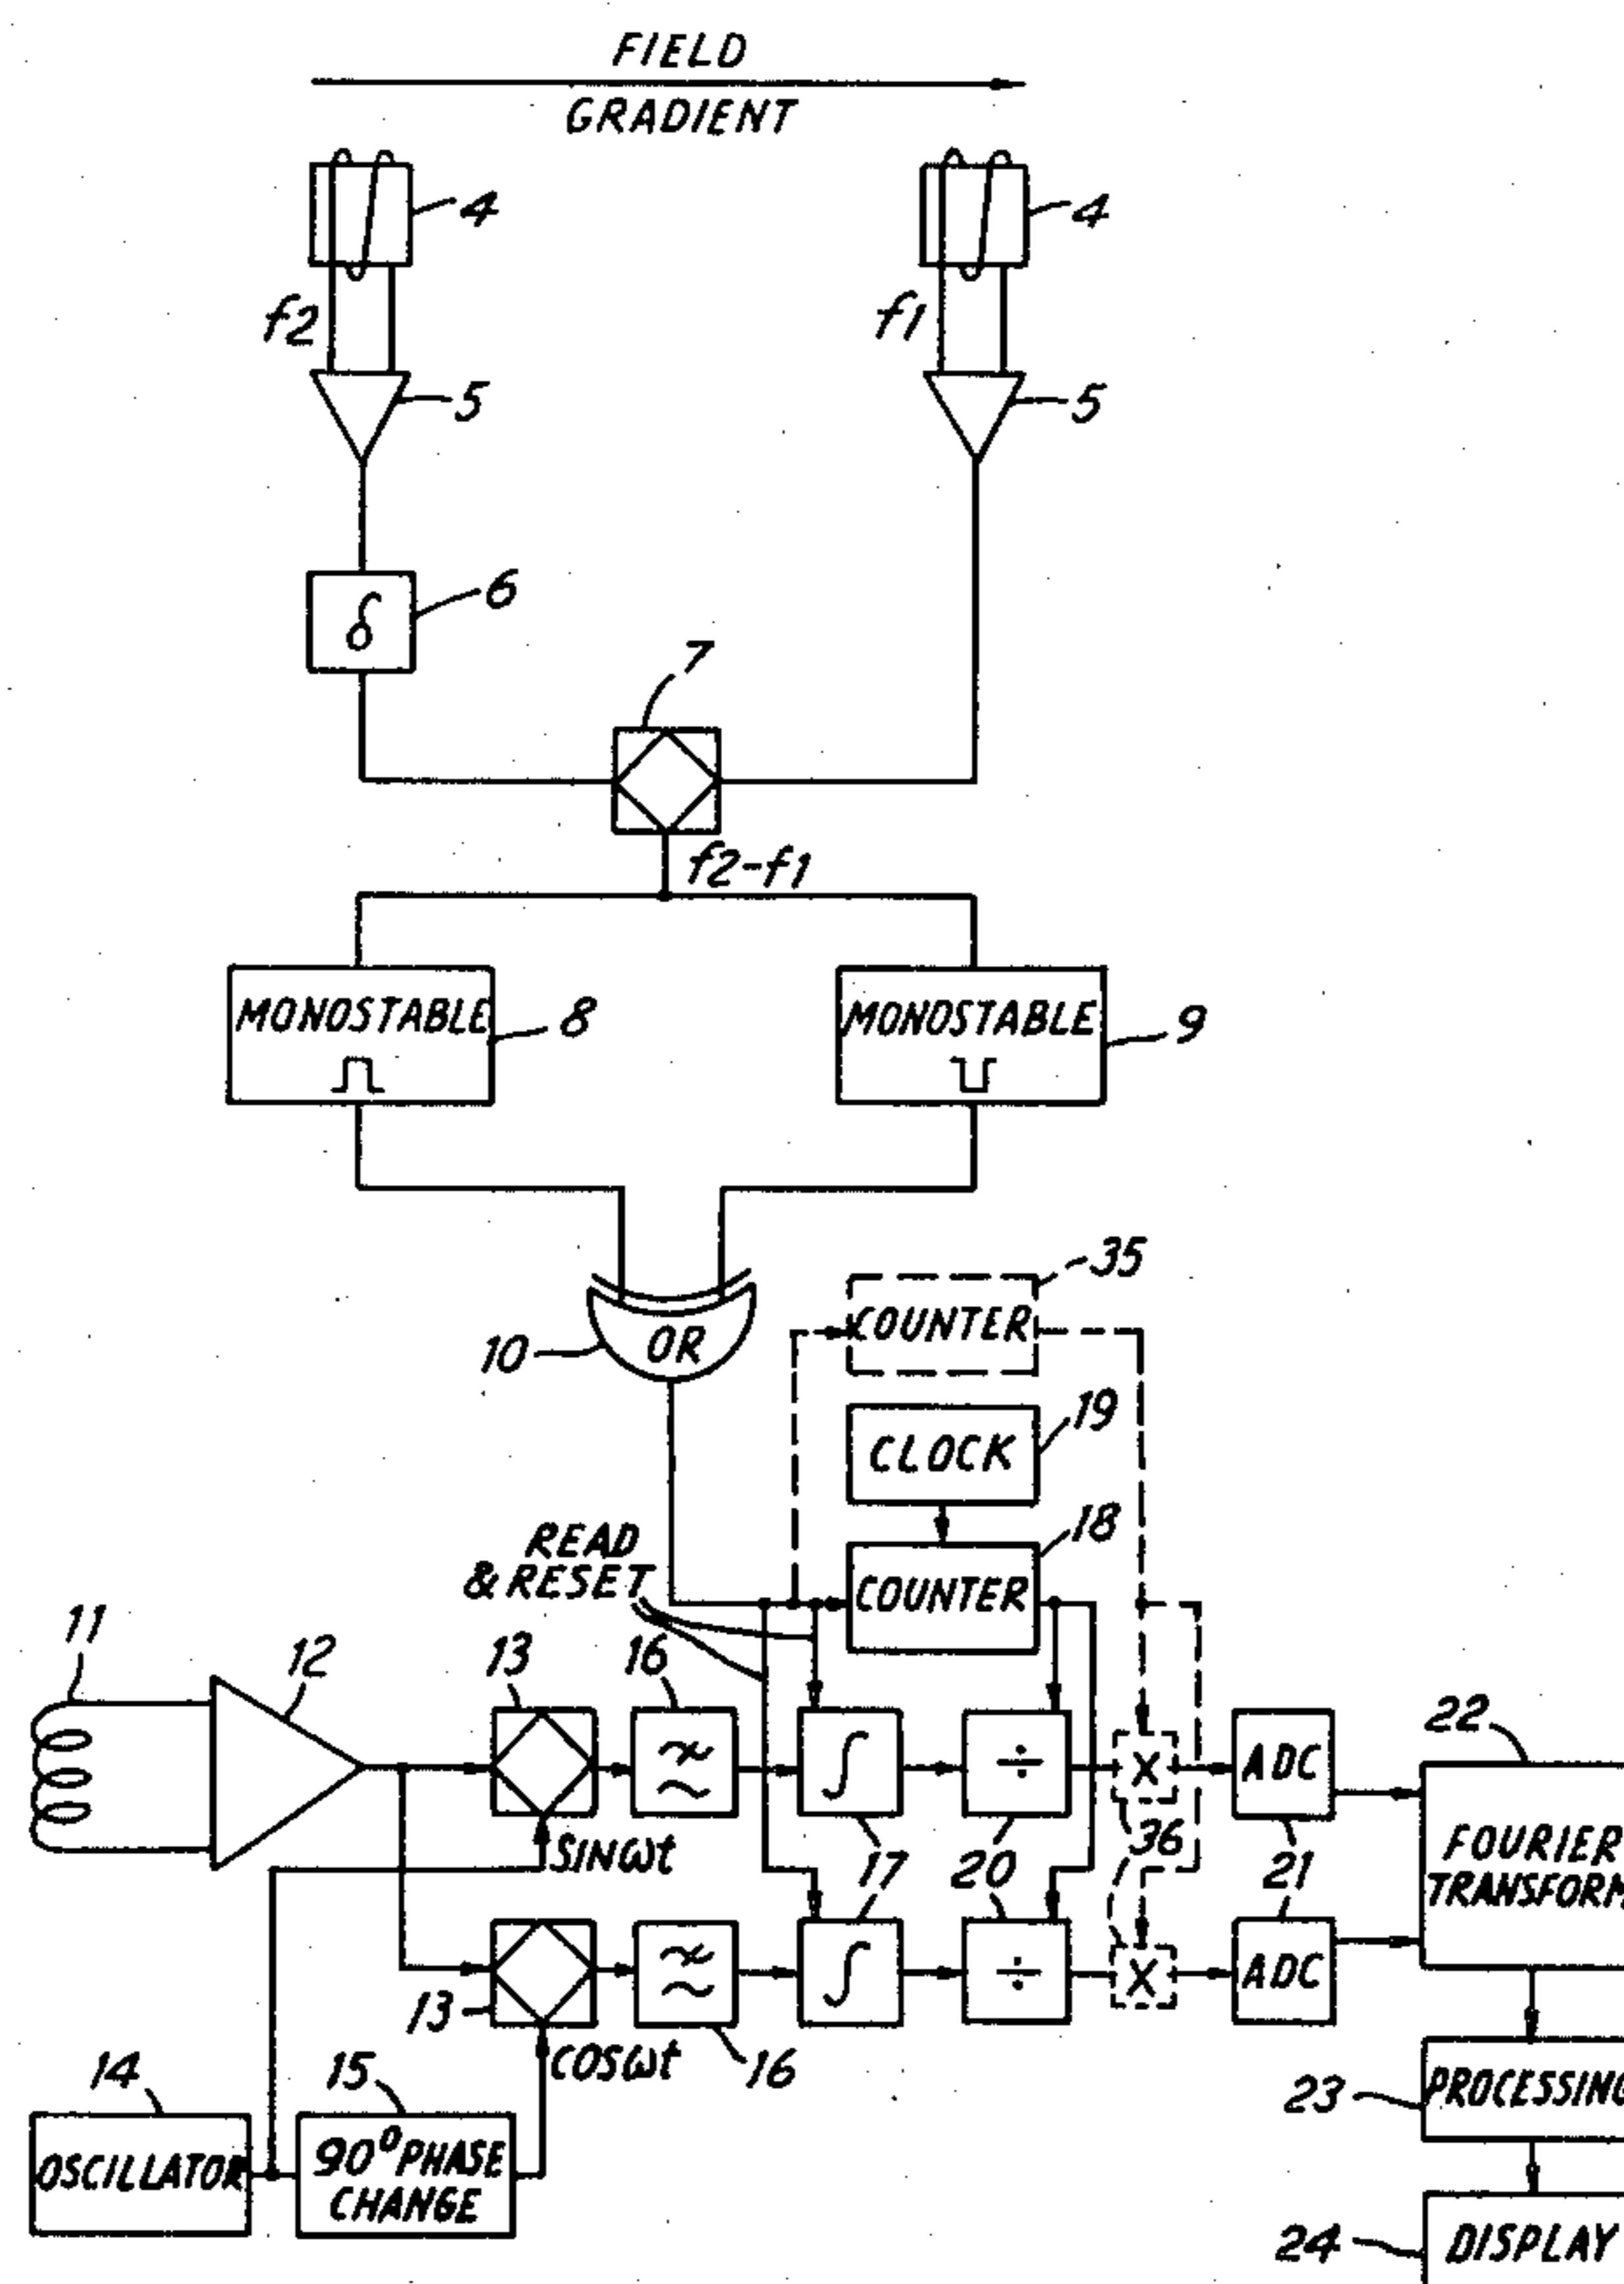 FIELD
GRADIENT
4
4
f2
f1
5
5
δ
6
7
f2-f1
MONOSTABLE
8
MONOSTABLE
9
35
COUNTER
10
OR
19
CLOCK
READ
& RESET
18
COUNTER
11
12
13
16
22
X
ADC
÷
∫
SINωt
17
20
36
21
FOURIER
TRANSFORM
∫
÷
X
ADC
13
COSωt
16
14
15
23
PROCESSING
OSCILLATOR
90° PHASE
CHANGE
24
DISPLAY